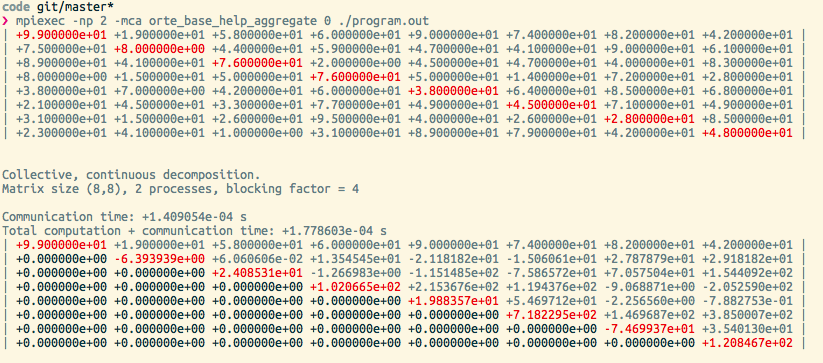 code git/master*
❯ mpiexec -np 2 -mca orte_base_help_aggregate 0 ./program.out
| +9.900000e+01 +1.900000e+01 +5.800000e+01 +6.000000e+01 +9.000000e+01 +7.400000e+01 +8.200000e+01 +4.200000e+01 |
| +7.500000e+01 +8.000000e+00 +4.400000e+01 +5.900000e+01 +4.700000e+01 +4.100000e+01 +9.000000e+01 +6.100000e+01 |
| +8.900000e+01 +4.100000e+01 +7.600000e+01 +2.000000e+00 +4.500000e+01 +4.700000e+01 +4.000000e+01 +8.300000e+01 |
| +8.000000e+00 +1.500000e+01 +5.000000e+01 +7.600000e+01 +5.000000e+01 +1.400000e+01 +7.200000e+01 +2.800000e+01 |
| +3.800000e+01 +7.000000e+00 +4.200000e+01 +6.000000e+01 +3.800000e+01 +6.400000e+01 +8.500000e+01 +6.800000e+01 |
| +2.100000e+01 +4.500000e+01 +3.300000e+01 +7.700000e+01 +4.900000e+01 +4.500000e+01 +7.100000e+01 +4.900000e+01 |
| +3.100000e+01 +1.500000e+01 +2.600000e+01 +9.500000e+01 +4.000000e+01 +2.600000e+01 +2.800000e+01 +8.500000e+01 |
| +2.300000e+01 +4.100000e+01 +1.000000e+00 +3.100000e+01 +8.900000e+01 +7.900000e+01 +4.200000e+01 +4.800000e+01 |
Collective, continuous decomposition.
Matrix size (8,8), 2 processes, blocking factor = 4
Communication time: +1.409054e-04 s
Total computation + communication time: +1.778603e-04 s
| +9.900000e+01 +1.900000e+01 +5.800000e+01 +6.000000e+01 +9.000000e+01 +7.400000e+01 +8.200000e+01 +4.200000e+01 |
| +0.000000e+00 -6.393939e+00 +6.060606e-02 +1.354545e+01 -2.118182e+01 -1.506061e+01 +2.787879e+01 +2.918182e+01 |
| +0.000000e+00 +0.000000e+00 +2.408531e+01 -1.266983e+00 -1.151485e+02 -7.586572e+01 +7.057504e+01 +1.544092e+02 |
| +0.000000e+00 +0.000000e+00 +0.000000e+00 +1.020665e+02 +2.153676e+02 +1.194376e+02 -9.068871e+00 -2.052590e+02 |
| +0.000000e+00 +0.000000e+00 +0.000000e+00 +0.000000e+00 +1.988357e+01 +5.469712e+01 -2.256560e+00 -7.882753e-01 |
| +0.000000e+00 +0.000000e+00 +0.000000e+00 +0.000000e+00 +0.000000e+00 +7.182295e+02 +1.469687e+02 +3.850007e+02 |
| +0.000000e+00 +0.000000e+00 +0.000000e+00 +0.000000e+00 +0.000000e+00 +0.000000e+00 -7.469937e+01 +3.540130e+01 |
| +0.000000e+00 +0.000000e+00 +0.000000e+00 +0.000000e+00 +0.000000e+00 +0.000000e+00 +0.000000e+00 +1.208467e+02 |